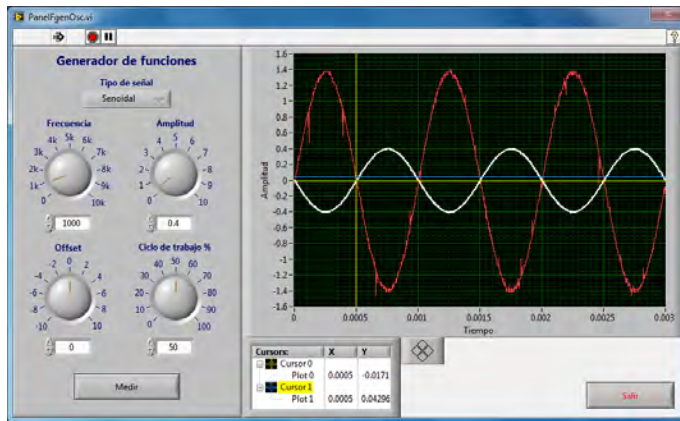 PanelFgenOsc.vi
?
Generador de funciones
Tipo de señal
Senoidal
Frecuencia
0 1k 2k 3k 4k 5k 6k 7k 8k 9k 10k
1000
Amplitud
0 1 2 3 4 5 6 7 8 9 10
0.4
Offset
-10 -8 -6 -4 -2 0 2 4 6 8 10
0
Ciclo de trabajo %
0 10 20 30 40 50 60 70 80 90 100
50
Medir
Amplitud
1.6
1.4
1.2
1
0.8
0.6
0.4
0.2
0
-0.2
-0.4
-0.6
-0.8
-1
-1.2
-1.4
-1.6
0 0.0005 0.001 0.0015 0.002 0.0025 0.003
Tiempo
Cursors: X Y
Cursor 0
Plot 0 0.0005 -0.0171
Cursor 1
Plot 1 0.0005 0.04296
Salir